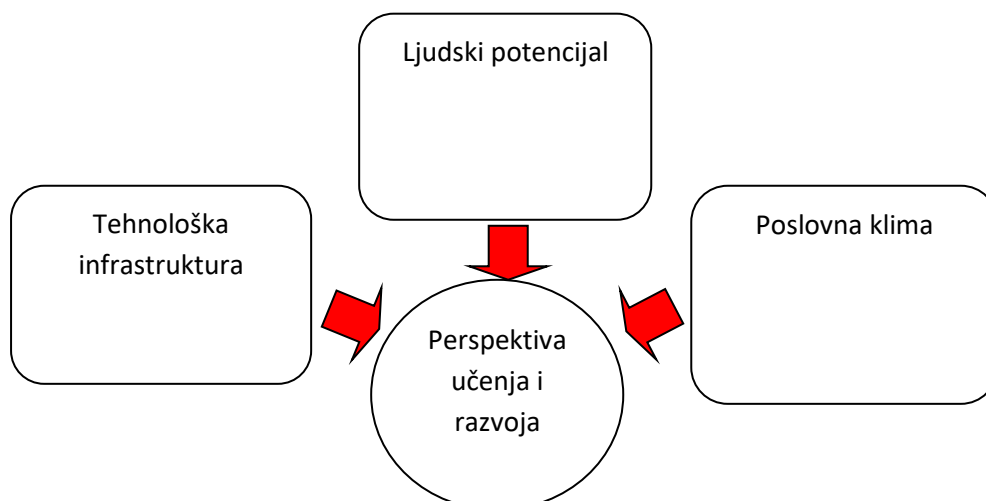 Ljudski potencijal
Tehnološka
infrastruktura
Poslovna klima
Perspektiva
učenja i
razvoja